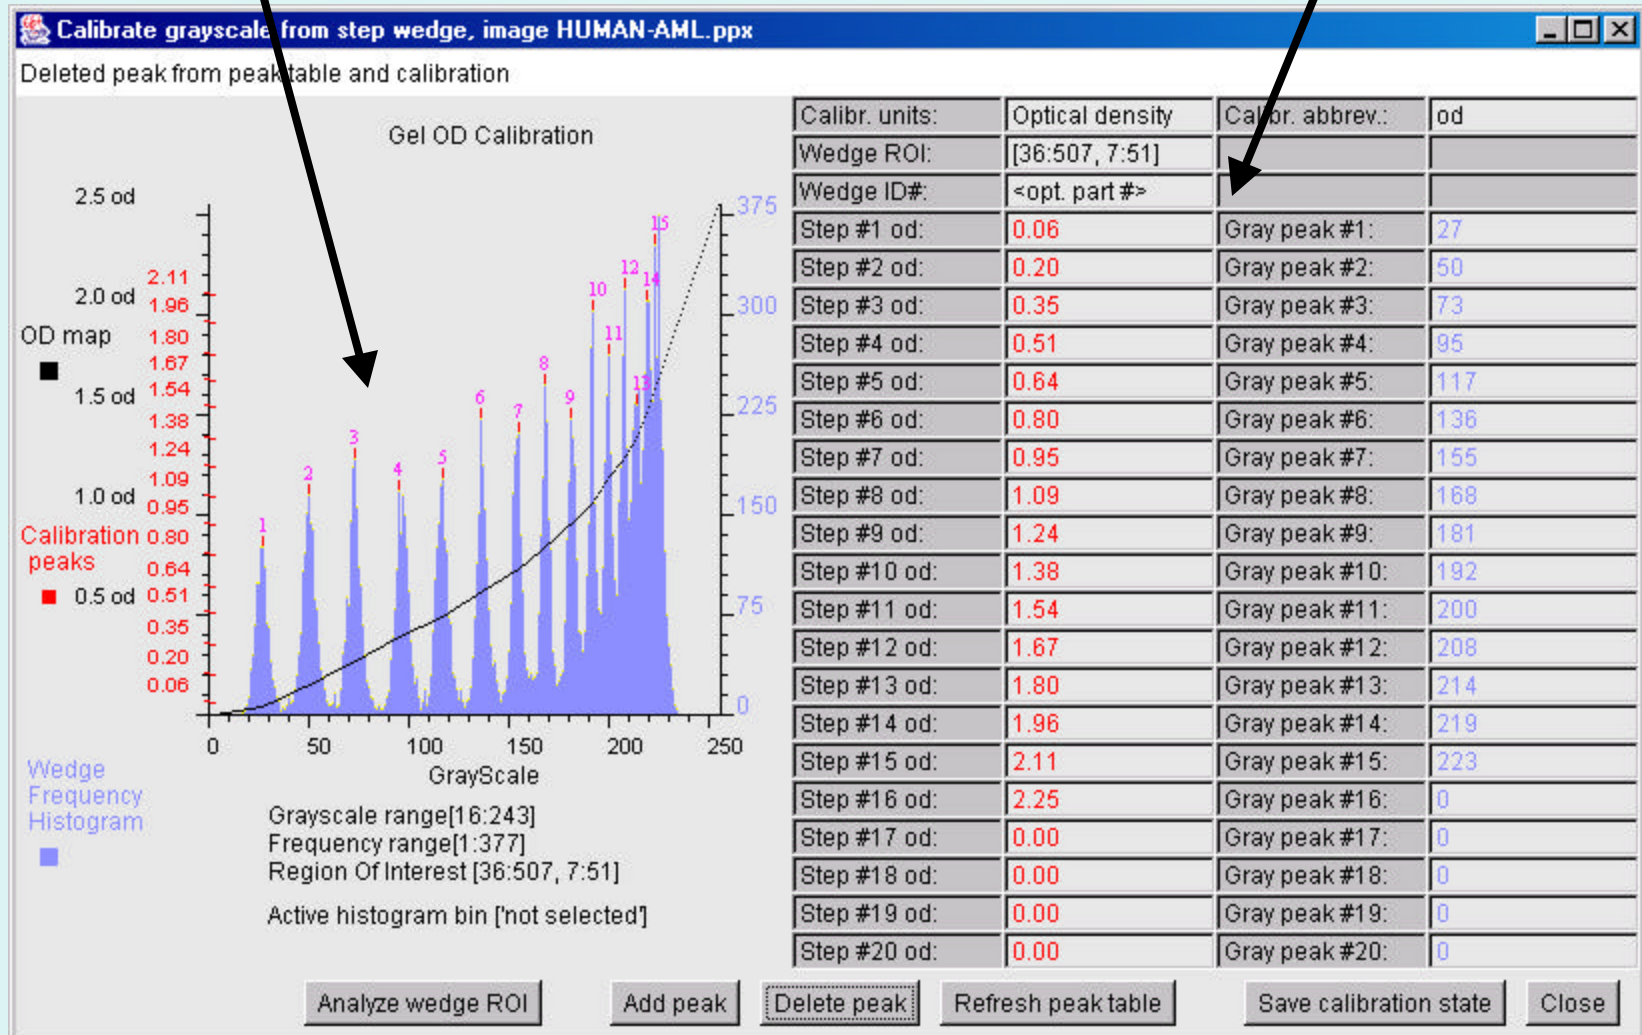 Calibrate grayscale from step wedge, image HUMAN-AML.ppx
Deleted peak from peak table and calibration
Gel OD Calibration
2.5 od
2.0 od
OD map
1.5 od
1.0 od
Calibration
peaks
0.5 od
2.11
1.96
1.80
1.67
1.54
1.38
1.24
1.09
0.95
0.80
0.64
0.51
0.35
0.20
0.06
1 2 3 4 5 6 7 8 9 10 11 12 13 14 15
375
300
225
150
75
0
0 50 100 150 200 250
GrayScale
Wedge
Frequency
Histogram
Grayscale range[16:243]
Frequency range[1:377]
Region Of Interest [36:507, 7:51]
Active histogram bin ['not selected']
Calibr. units: Optical density Calibr. abbrev.: od
Wedge ROI: [36:507, 7:51]
Wedge ID#: <opt. part #>
Step #1 od: 0.06 Gray peak #1: 27
Step #2 od: 0.20 Gray peak #2: 50
Step #3 od: 0.35 Gray peak #3: 73
Step #4 od: 0.51 Gray peak #4: 95
Step #5 od: 0.64 Gray peak #5: 117
Step #6 od: 0.80 Gray peak #6: 136
Step #7 od: 0.95 Gray peak #7: 155
Step #8 od: 1.09 Gray peak #8: 168
Step #9 od: 1.24 Gray peak #9: 181
Step #10 od: 1.38 Gray peak #10: 192
Step #11 od: 1.54 Gray peak #11: 200
Step #12 od: 1.67 Gray peak #12: 208
Step #13 od: 1.80 Gray peak #13: 214
Step #14 od: 1.96 Gray peak #14: 219
Step #15 od: 2.11 Gray peak #15: 223
Step #16 od: 2.25 Gray peak #16: 0
Step #17 od: 0.00 Gray peak #17: 0
Step #18 od: 0.00 Gray peak #18: 0
Step #19 od: 0.00 Gray peak #19: 0
Step #20 od: 0.00 Gray peak #20: 0
Analyze wedge ROI Add peak Delete peak Refresh peak table Save calibration state Close